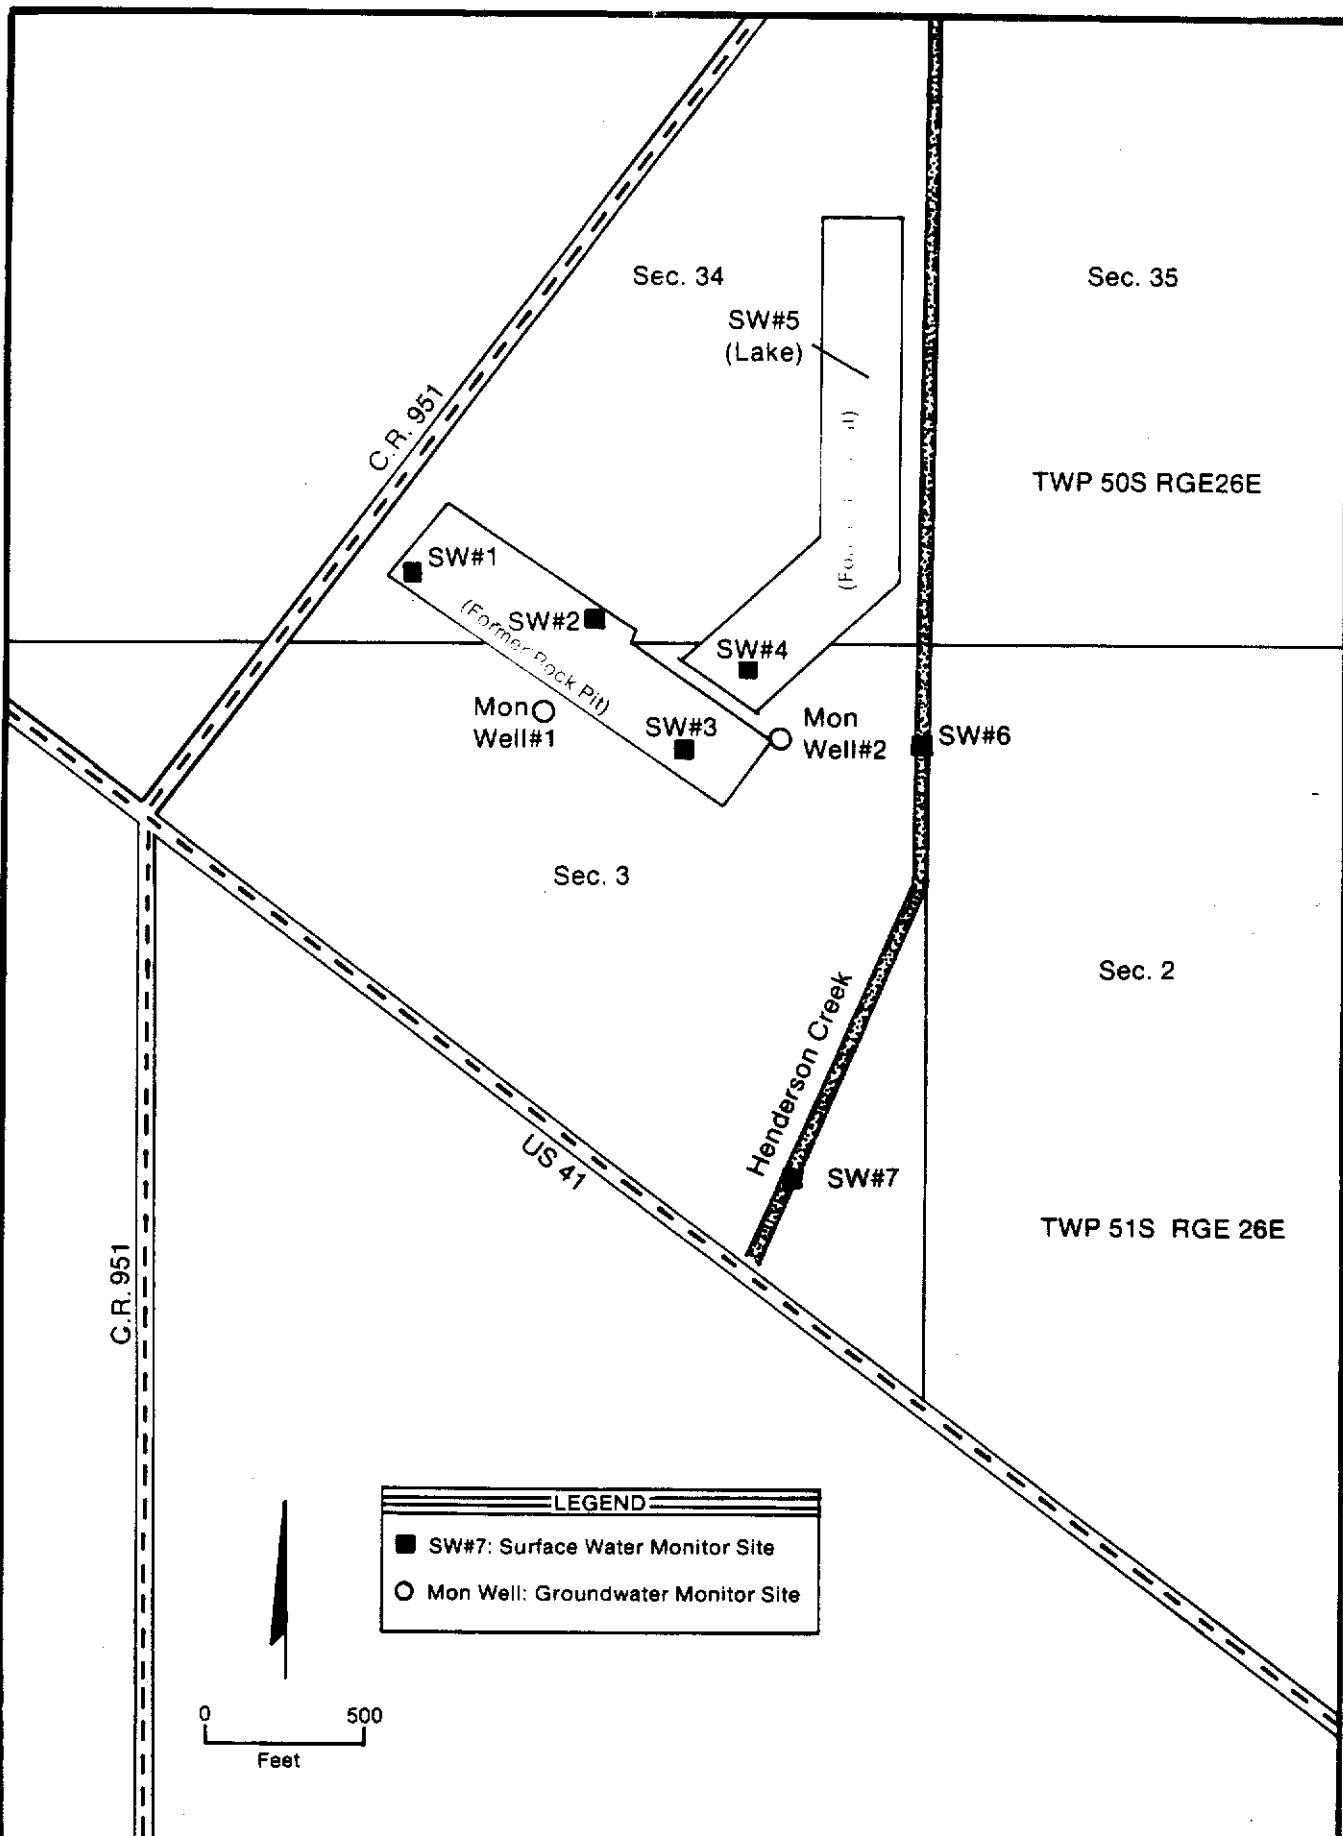 Sec. 34
Sec. 35
SW#5
(Lake)
C.R. 951
TWP 50S RGE26E
SW#1
(Former Rock Pit)
SW#2
SW#4
Mon
Well#1
SW#3
Mon
Well#2
SW#6
Sec. 3
Sec. 2
Henderson Creek
US 41
SW#7
TWP 51S RGE 26E
C.R. 951
LEGEND
SW#7: Surface Water Monitor Site
Mon Well: Groundwater Monitor Site
0 500
Feet